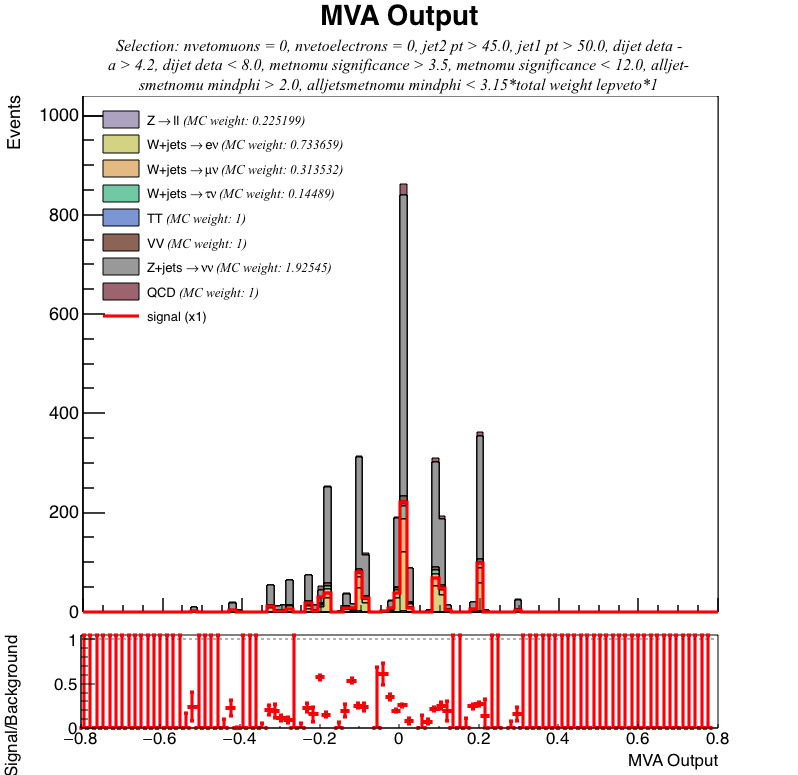 MVA Output
Selection: nvetomuons = 0, nvetoelectrons = 0, jet2 pt > 45.0, jet1 pt > 50.0, dijet deta -
a > 4.2, dijet deta < 8.0, metnomu significance > 3.5, metnomu significance < 12.0, alljet-
smetnomu mindphi > 2.0, alljetsmetnomu mindphi < 3.15*total weight lepveto*1
Events
1000
800
600
400
200
0
Z→ll (MC weight: 0.225199)
W+jets→eν (MC weight: 0.733659)
W+jets→μν (MC weight: 0.313532)
W+jets→τν (MC weight: 0.14489)
TT (MC weight: 1)
VV (MC weight: 1)
Z+jets→νν (MC weight: 1.92545)
QCD (MC weight: 1)
signal (x1)
Signal/Background
1
0.5
0
−0.8 −0.6 −0.4 −0.2 0 0.2 0.4 0.6 0.8
MVA Output